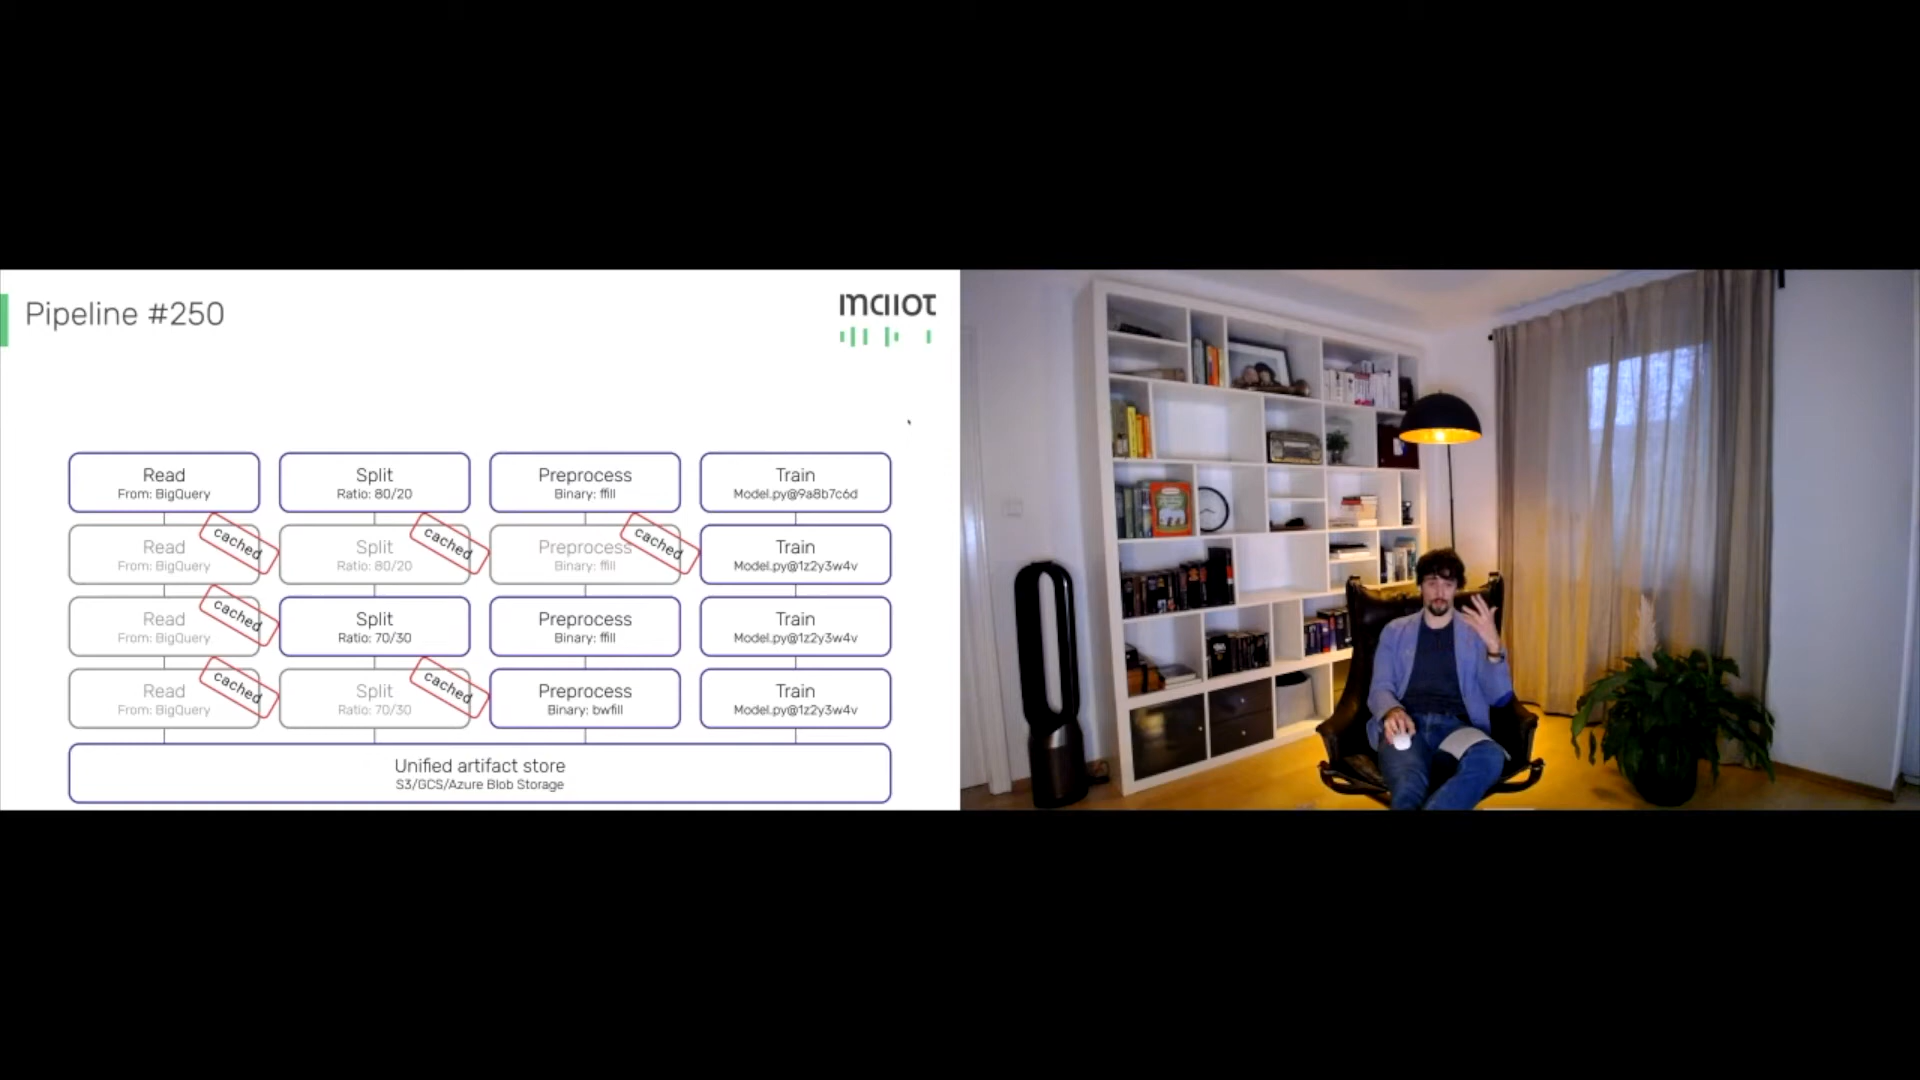 Pipeline #250
maiot
Read
From: BigQuery
Split
Ratio: 80/20
Preprocess
Binary: ffill
Train
Model.py@9a8b7c6d
Read
From: BigQuery
cached
Split
Ratio: 80/20
cached
Preprocess
Binary: ffill
cached
Train
Model.py@1z2y3w4v
Read
From: BigQuery
cached
Split
Ratio: 70/30
Preprocess
Binary: ffill
Train
Model.py@1z2y3w4v
Read
From: BigQuery
cached
Split
Ratio: 70/30
cached
Preprocess
Binary: bwfill
Train
Model.py@1z2y3w4v
Unified artifact store
S3/GCS/Azure Blob Storage